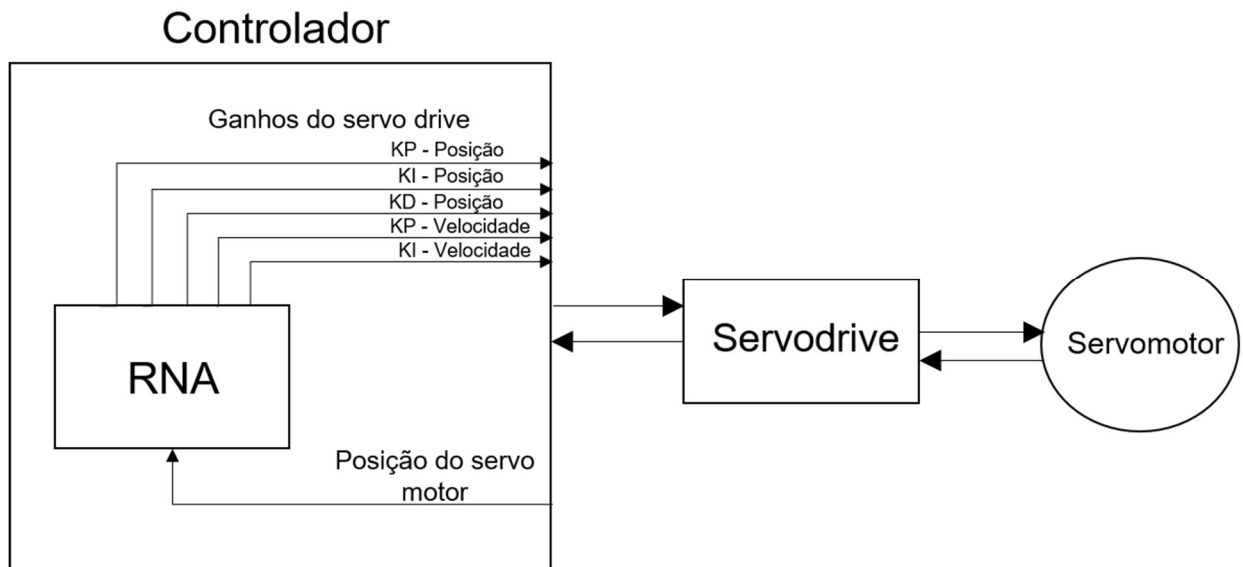 Controlador
Ganhos do servo drive
KP - Posição
KI - Posição
KD - Posição
KP - Velocidade
KI - Velocidade
RNA
Posição do servo
motor
Servodrive
Servomotor